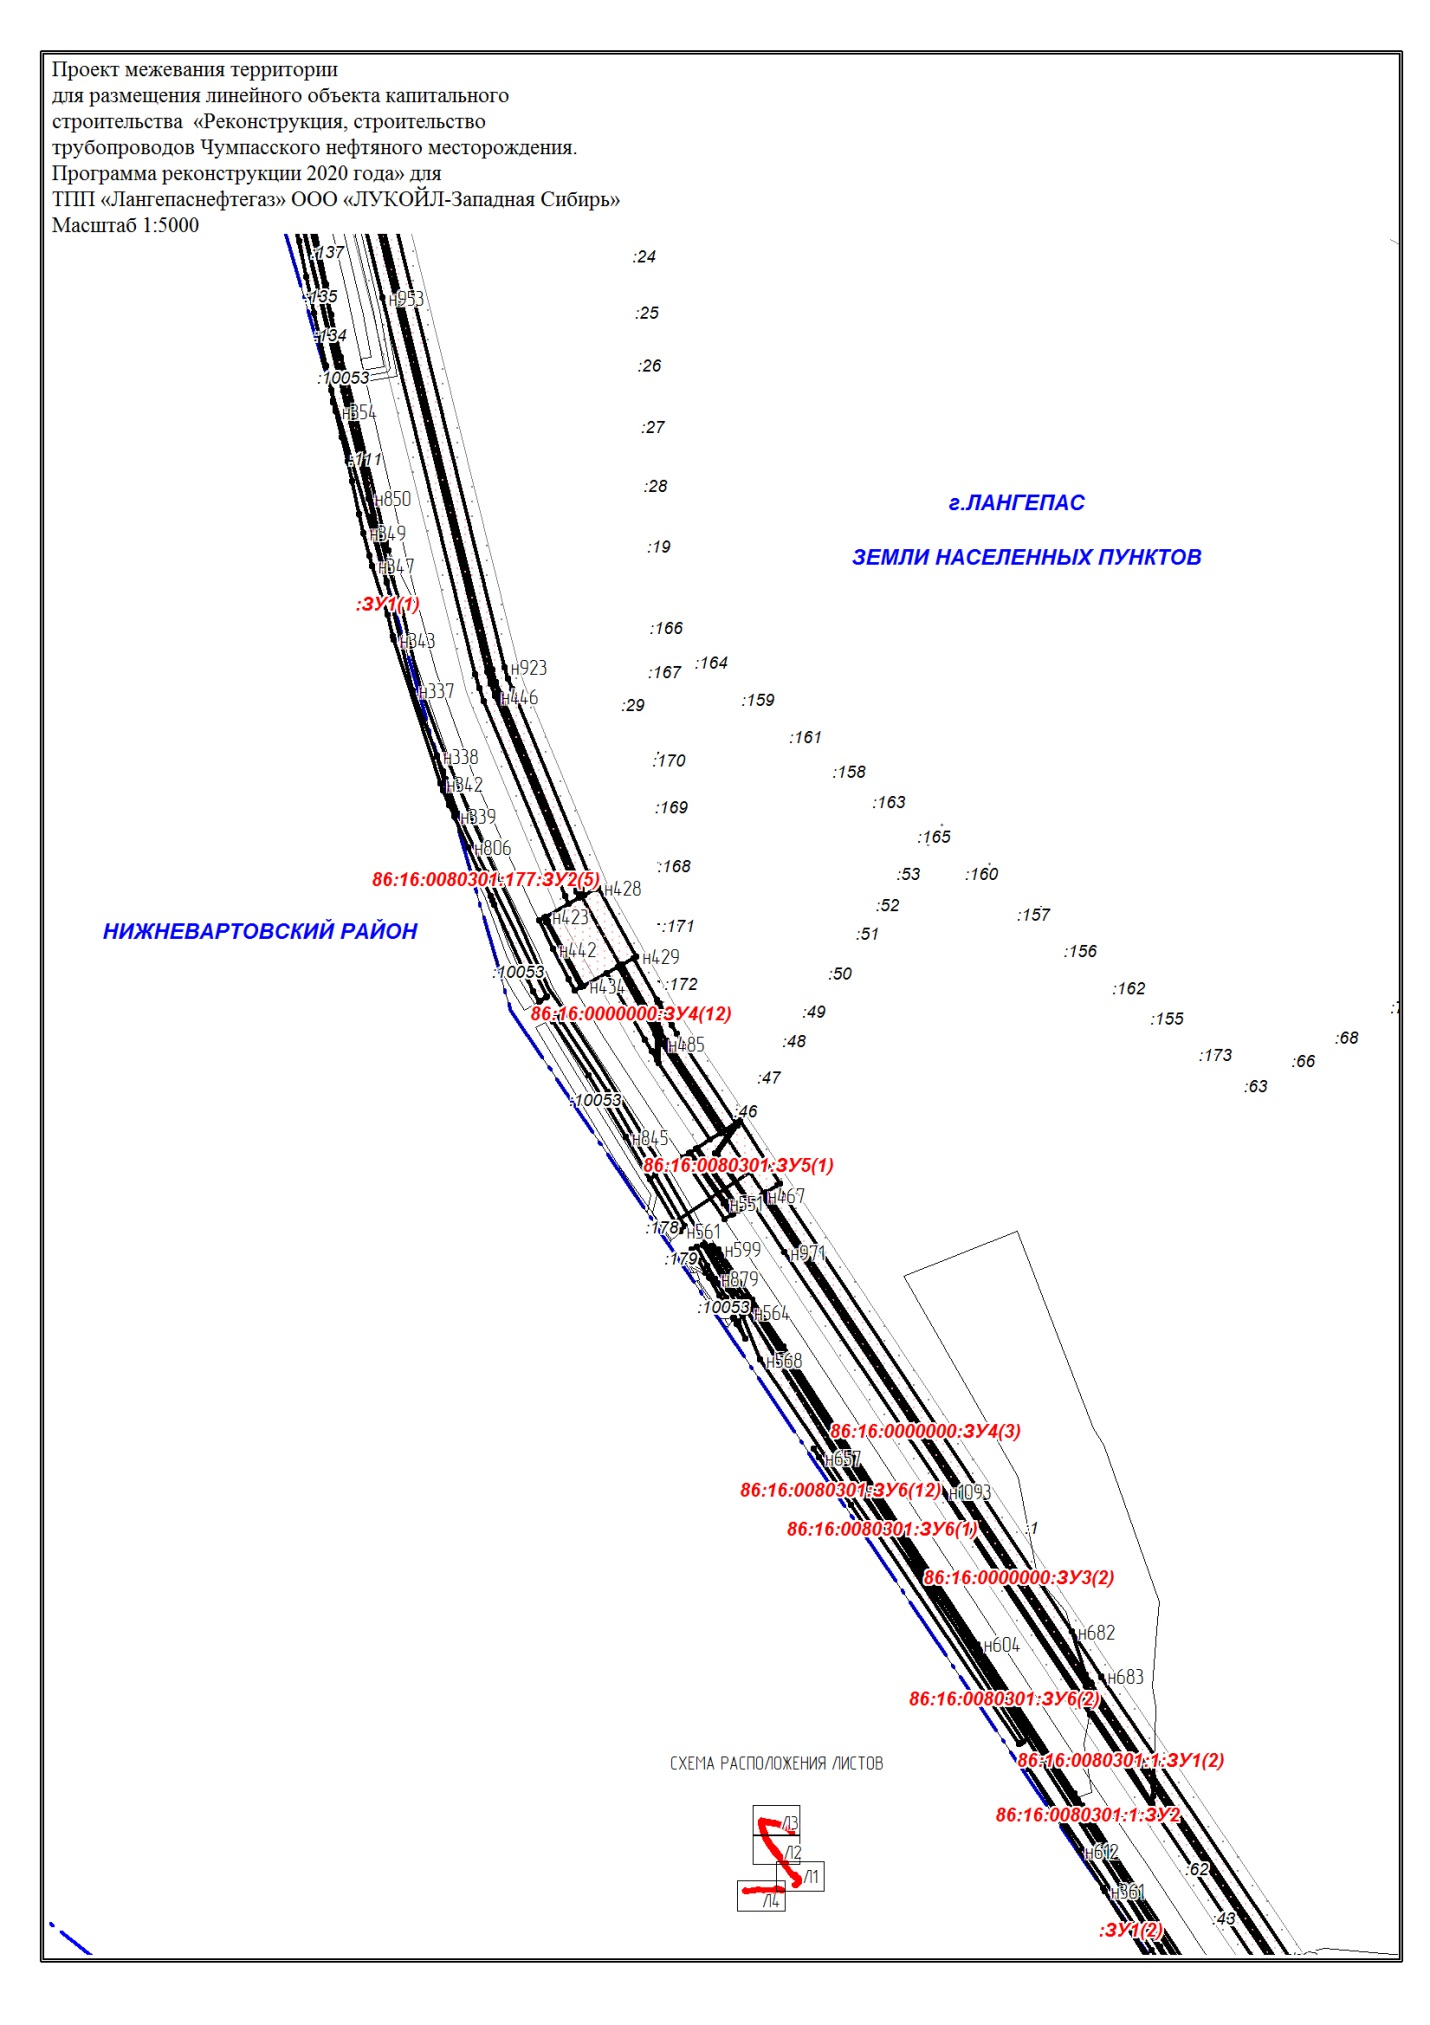 Проект межевания территории
для размещения линейного объекта капитального
строительства «Реконструкция, строительство
трубопроводов Чумпасского нефтяного месторождения.
Программа реконструкции 2020 года» для
ТПП «Лангепаснефтегаз» ООО «ЛУКОЙЛ-Западная Сибирь»
Масштаб 1:5000
:137
:24
:135
н953
:25
:134
:26
:10053
н354
:27
:111
:28
н850
г.ЛАНГЕПАС
н349
:19
ЗЕМЛИ НАСЕЛЕННЫХ ПУНКТОВ
н347
:ЗУ1(1)
:166
н343
:164
н923
:167
н337
н446
:159
:29
:161
н338
:170
:158
н342
:163
:169
н339
:165
н806
:168
:53
:160
86:16:0080301:177:ЗУ2(5)
н428
:52
:157
н423
:171
НИЖНЕВАРТОВСКИЙ РАЙОН
:51
н442
:156
н429
:10053
:50
н434
:172
:162
86:16:0000000:ЗУ4(12)
:49
:155
:68
н485
:48
:173
:66
:47
:63
:10053
:46
н845
86:16:0080301:ЗУ5(1)
н467
н551
:178
н561
н599
н971
:179
н879
:10053
н564
н568
86:16:0000000:ЗУ4(3)
н657
86:16:0080301:ЗУ6(12)
н1093
86:16:0080301:ЗУ6(1)
:1
86:16:0000000:ЗУ3(2)
н682
н604
н683
86:16:0080301:ЗУ6(2)
86:16:0080301:1:ЗУ1(2)
СХЕМА РАСПОЛОЖЕНИЯ ЛИСТОВ
86:16:0080301:1:ЗУ2
Л3
Л2
н612
Л1
:62
н361
Л4
:43
:ЗУ1(2)